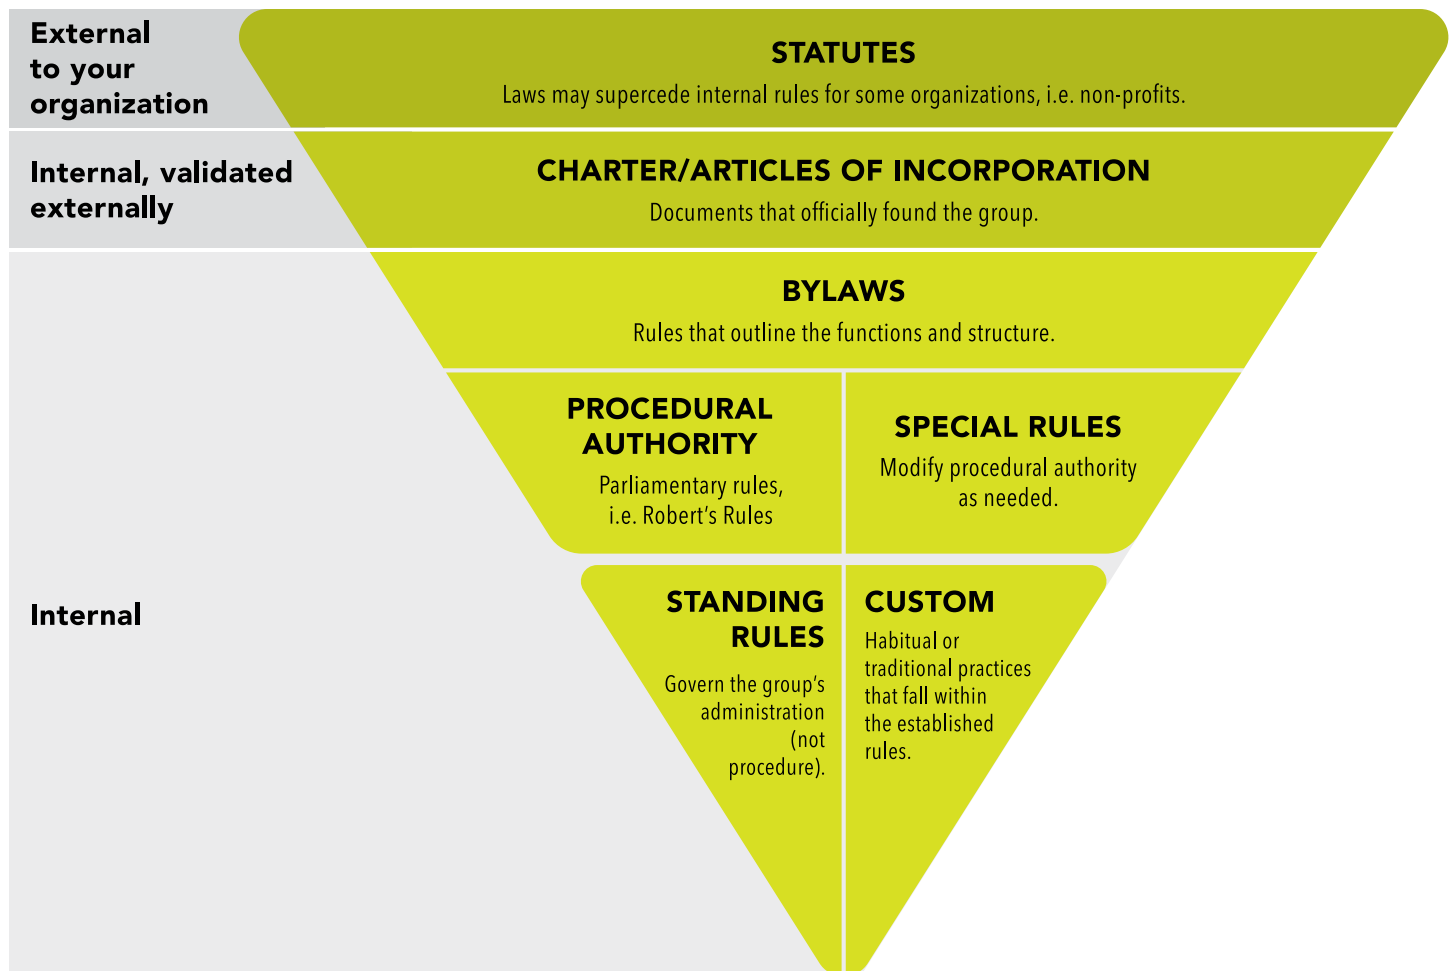 External
to your
organization
STATUTES
Laws may supercede internal rules for some organizations, i.e. non-profits.
Internal, validated
externally
CHARTER/ARTICLES OF INCORPORATION
Documents that officially found the group.
BYLAWS
Rules that outline the functions and structure.
PROCEDURAL
AUTHORITY
Parliamentary rules,
i.e. Robert's Rules
SPECIAL RULES
Modify procedural authority
as needed.
Internal
STANDING
RULES
Govern the group's
administration
(not
procedure).
CUSTOM
Habitual or
traditional practices
that fall within
the established
rules.